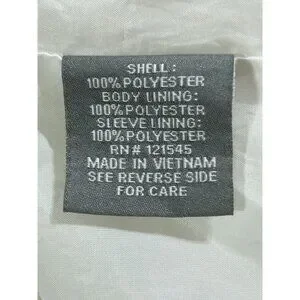 SHELL:
100% POLYESTER
BODY LINING:
100% POLYESTER
SLEEVE LINING:
100% POLYESTER
RN# 121545
MADE IN VIETNAM
SEE REVERSE SIDE
FOR CARE